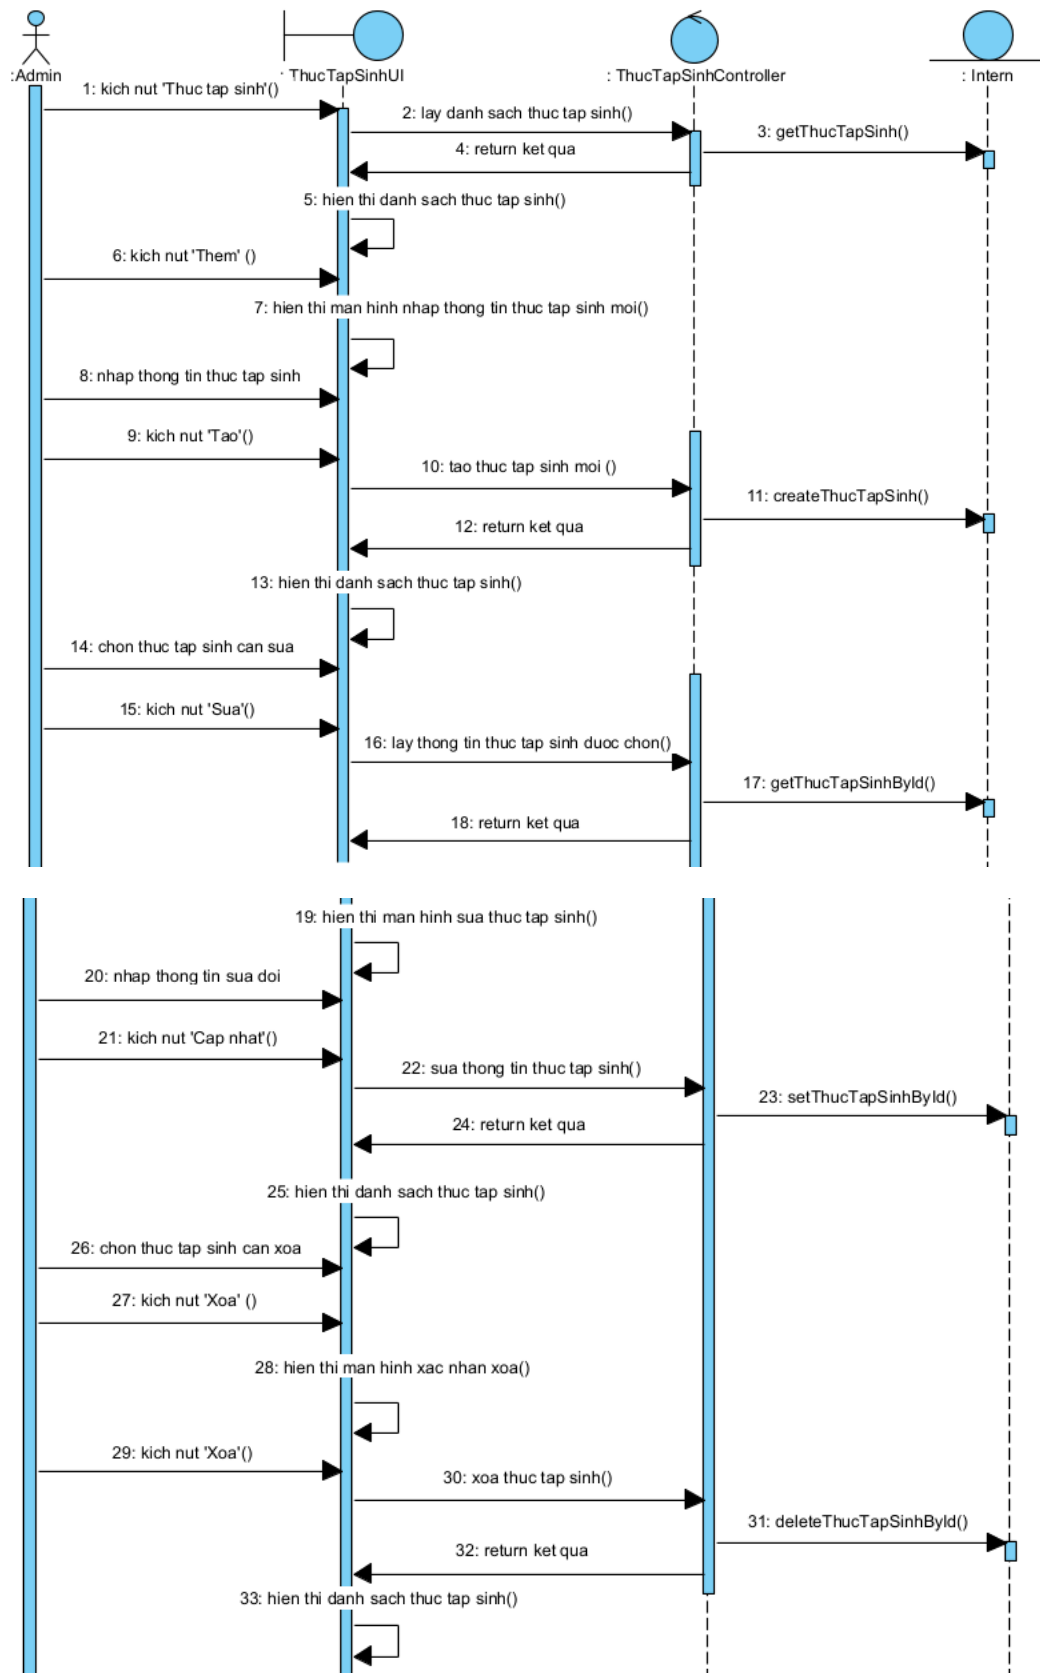 :Admin
: ThucTapSinhUI
: ThucTapSinhController
: Intern
1: kich nut 'Thuc tap sinh'()
2: lay danh sach thuc tap sinh()
3: getThucTapSinh()
4: return ket qua
5: hien thi danh sach thuc tap sinh()
6: kich nut 'Them' ()
7: hien thi man hinh nhap thong tin thuc tap sinh moi()
8: nhap thong tin thuc tap sinh
9: kich nut 'Tao'()
10: tao thuc tap sinh moi ()
11: createThucTapSinh()
12: return ket qua
13: hien thi danh sach thuc tap sinh()
14: chon thuc tap sinh can sua
15: kich nut 'Sua'()
16: lay thong tin thuc tap sinh duoc chon()
17: getThucTapSinhById()
18: return ket qua
19: hien thi man hinh sua thuc tap sinh()
20: nhap thong tin sua doi
21: kich nut 'Cap nhat'()
22: sua thong tin thuc tap sinh()
23: setThucTapSinhById()
24: return ket qua
25: hien thi danh sach thuc tap sinh()
26: chon thuc tap sinh can xoa
27: kich nut 'Xoa' ()
28: hien thi man hinh xac nhan xoa()
29: kich nut 'Xoa'()
30: xoa thuc tap sinh()
31: deleteThucTapSinhById()
32: return ket qua
33: hien thi danh sach thuc tap sinh()